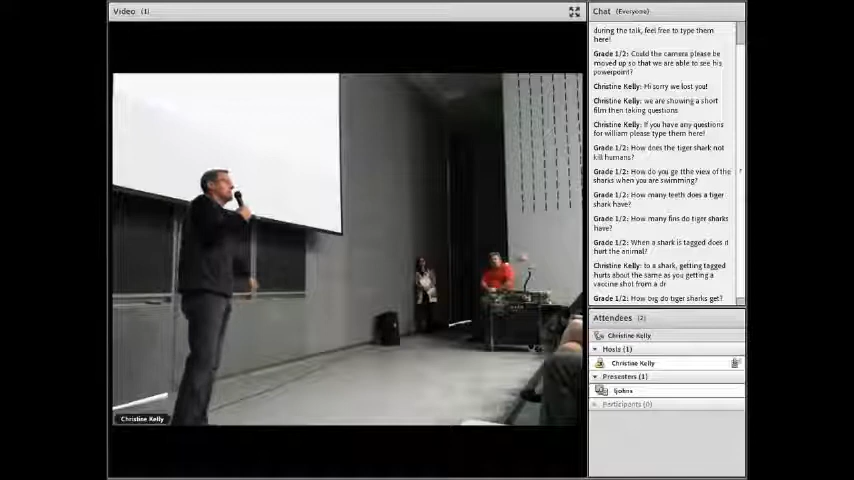 Video (1)
Chat (Everyone)
during the talk, feel free to type them
here!
Grade 1/2: Could the camera please be
moved up so that we are able to see his
powerpoint?
Christine Kelly: Hi sorry we lost you!
Christine Kelly: we are showing a short
film then taking questions
Christine Kelly: If you have any questions
for william please type them here!
Grade 1/2: How does the tiger shark not
kill humans?
Grade 1/2: How do you ge tthe view of the
sharks when you are swimming?
Grade 1/2: How many teeth does a tiger
shark have?
Grade 1/2: How many fins do tiger sharks
have?
Grade 1/2: When a shark is tagged does it
hurt the animal?
Christine Kelly: to a shark, getting tagged
hurts about the same as you getting a
vaccine shot from a dr
Grade 1/2: How big do tiger sharks get?
Attendees (2)
Christine Kelly
Hosts (1)
Christine Kelly
Presenters (1)
Participants (0)
Christine Kelly